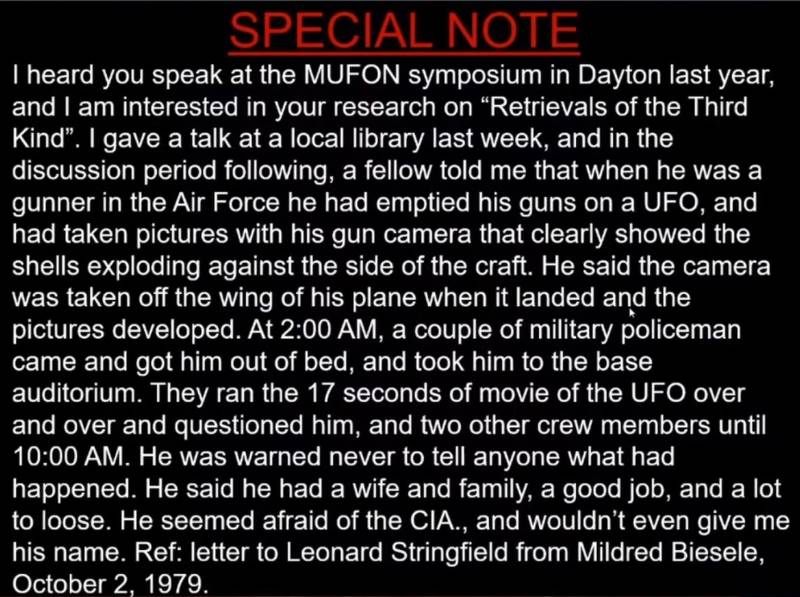 SPECIAL NOTE
I heard you speak at the MUFON symposium in Dayton last year,
and I am interested in your research on “Retrievals of the Third
Kind”. I gave a talk at a local library last week, and in the
discussion period following, a fellow told me that when he was a
gunner in the Air Force he had emptied his guns on a UFO, and
had taken pictures with his gun camera that clearly showed the
shells exploding against the side of the craft. He said the camera
was taken off the wing of his plane when it landed and the
pictures developed. At 2:00 AM, a couple of military policeman
came and got him out of bed, and took him to the base
auditorium. They ran the 17 seconds of movie of the UFO over
and over and questioned him, and two other crew members until
10:00 AM. He was warned never to tell anyone what had
happened. He said he had a wife and family, a good job, and a lot
to loose. He seemed afraid of the CIA., and wouldn’t even give me
his name. Ref: letter to Leonard Stringfield from Mildred Biesele,
October 2, 1979.